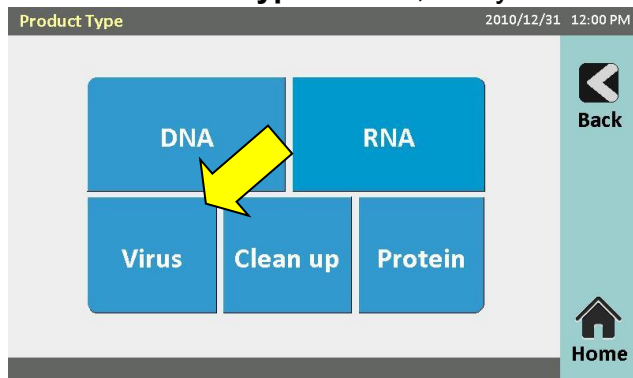 Product Type 2010/12/31 12:00 PM
Back
DNA RNA
Virus Clean up Protein
Home